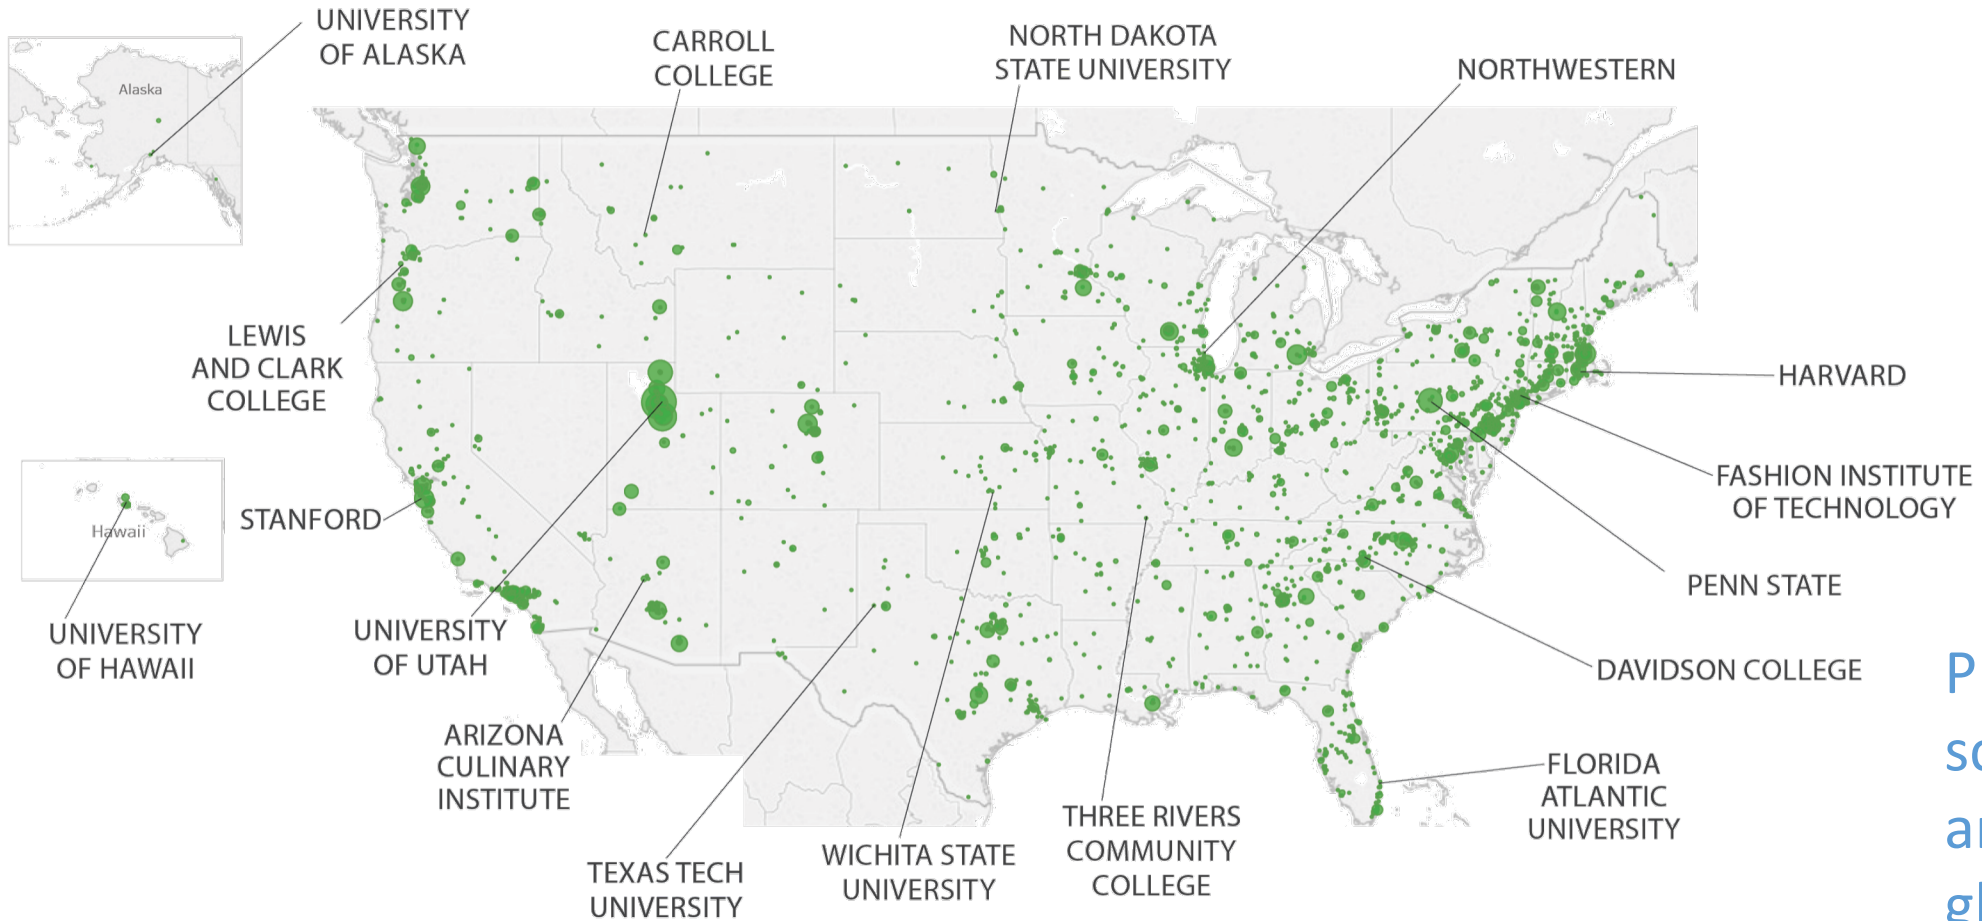 UNIVERSITY
OF ALASKA
CARROLL
COLLEGE
NORTH DAKOTA
STATE UNIVERSITY
NORTHWESTERN
Alaska
LEWIS
AND CLARK
COLLEGE
HARVARD
FASHION INSTITUTE
OF TECHNOLOGY
STANFORD
Hawaii
PENN STATE
UNIVERSITY
OF HAWAII
UNIVERSITY
OF UTAH
DAVIDSON COLLEGE
ARIZONA
CULINARY
INSTITUTE
FLORIDA
ATLANTIC
UNIVERSITY
THREE RIVERS
COMMUNITY
COLLEGE
WICHITA STATE
UNIVERSITY
TEXAS TECH
UNIVERSITY